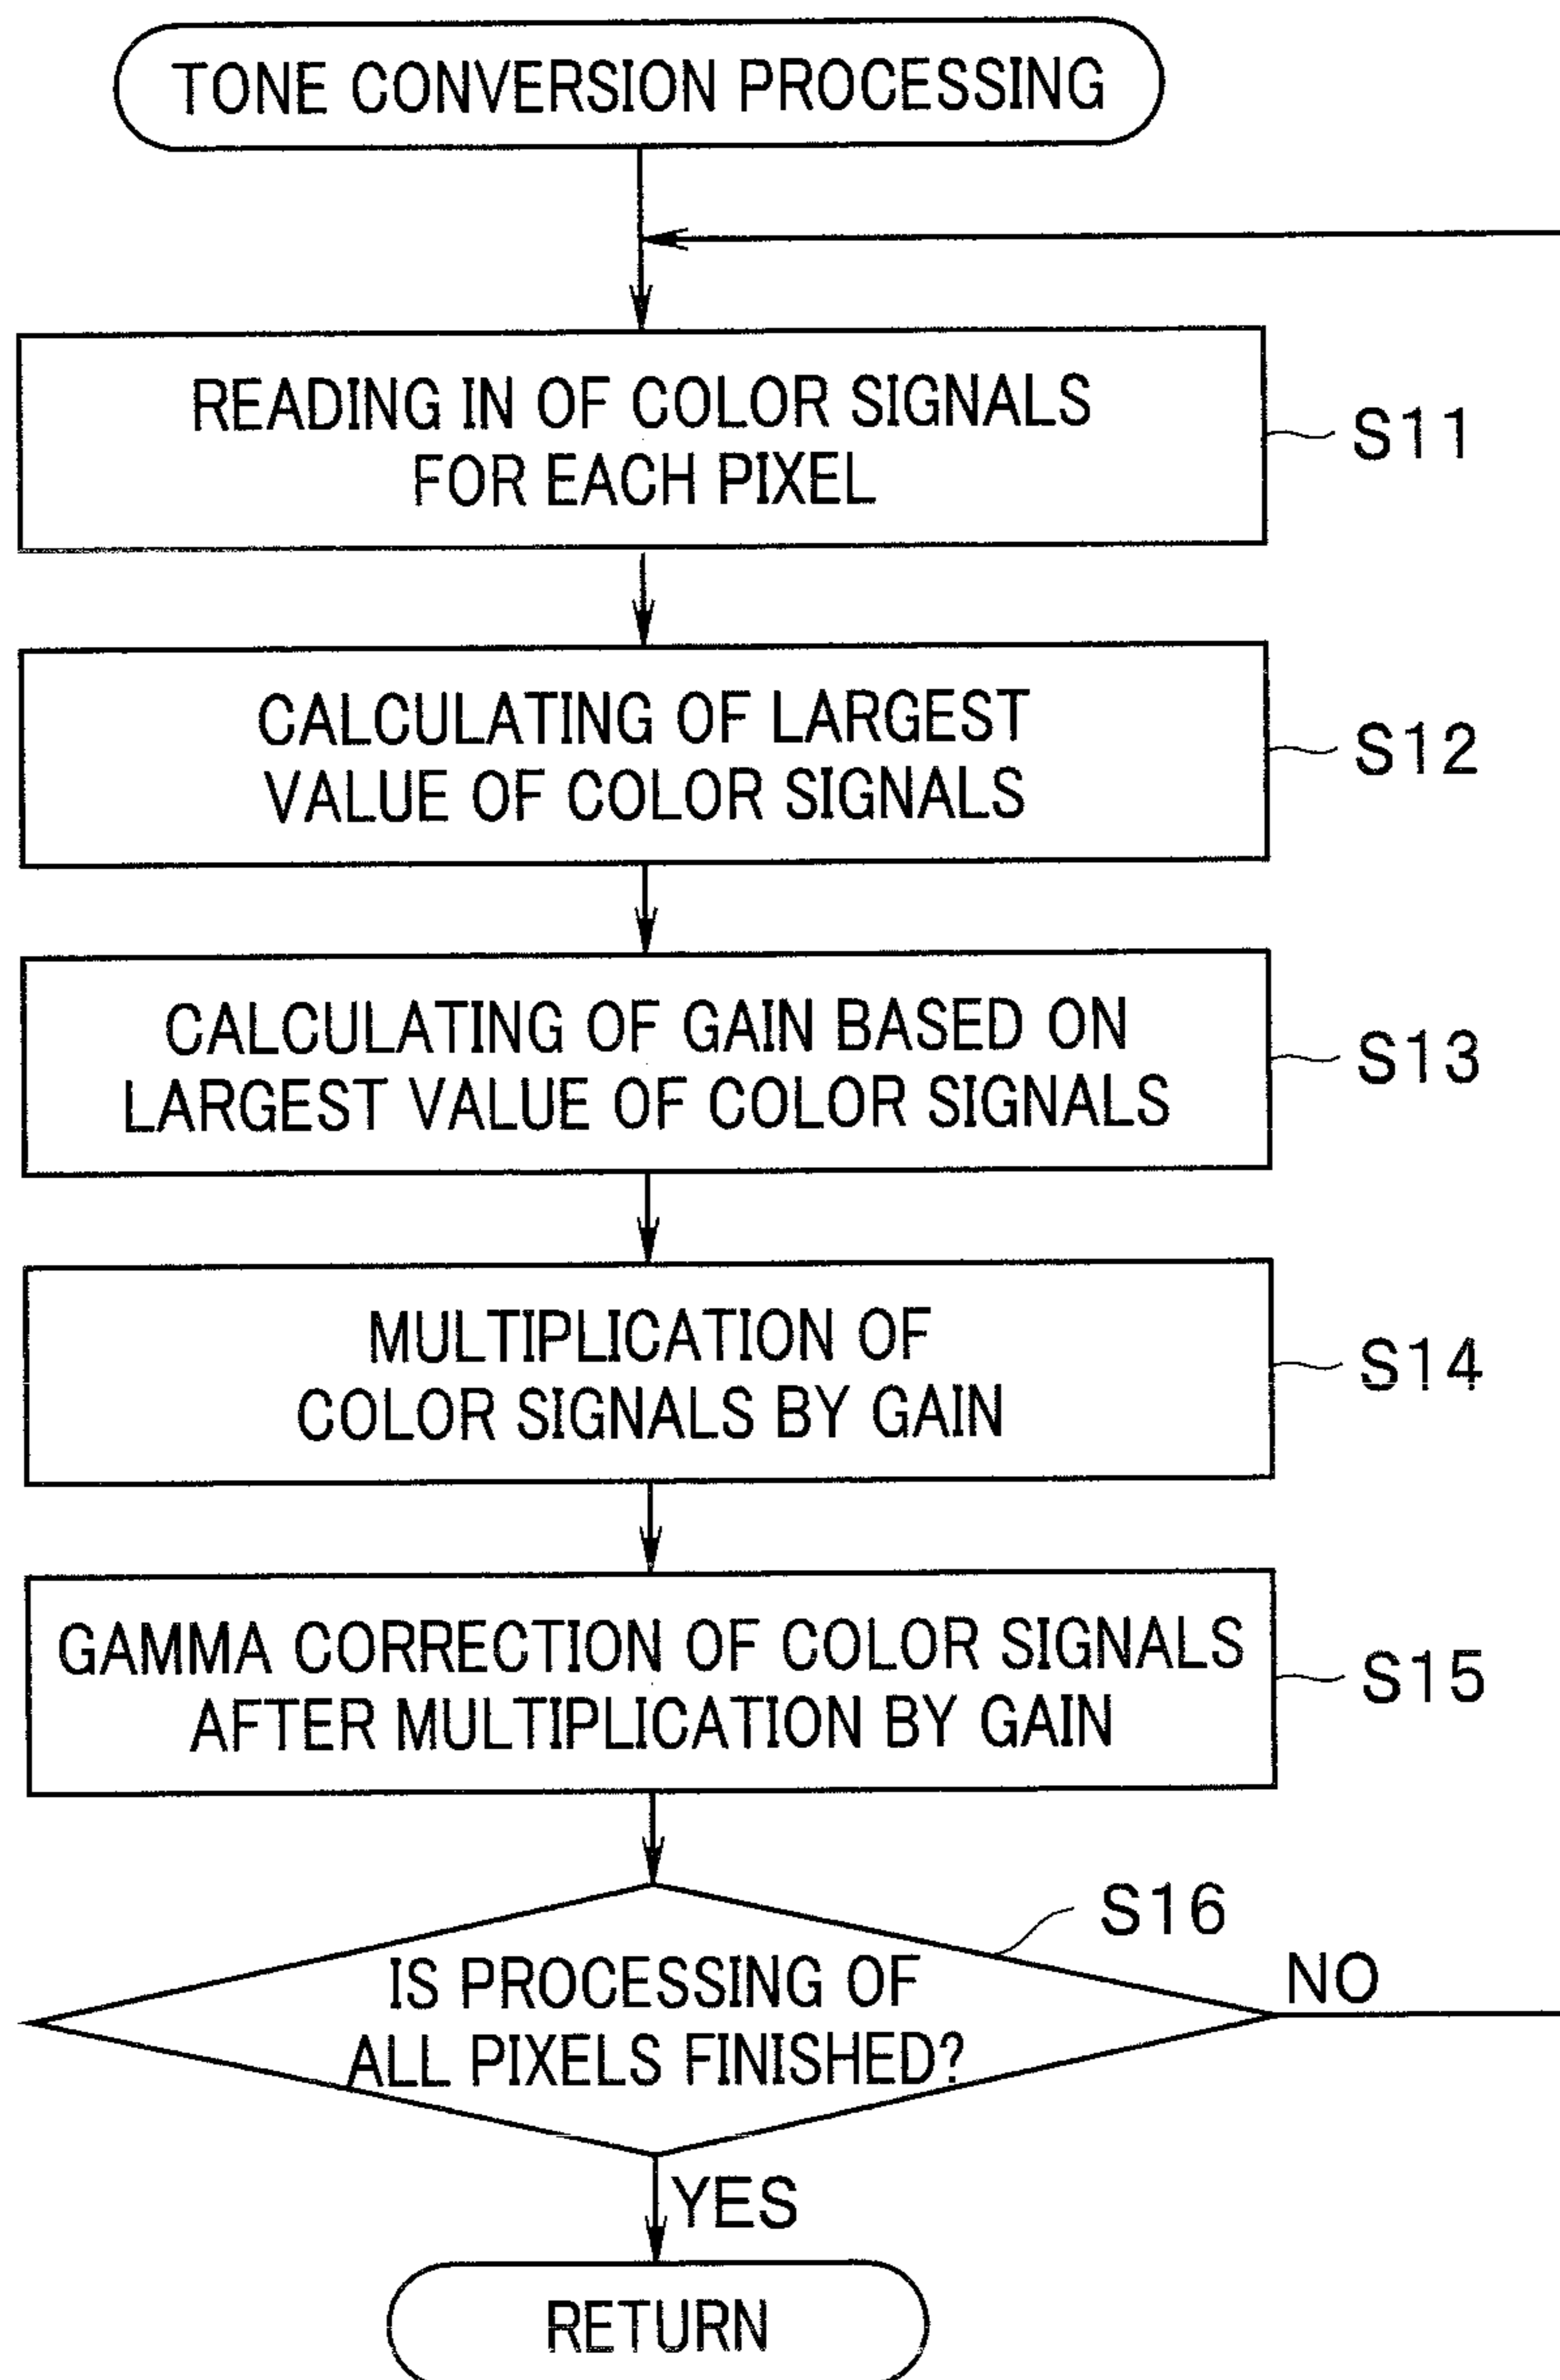 TONE CONVERSION PROCESSING
READING IN OF COLOR SIGNALS
FOR EACH PIXEL
S11
CALCULATING OF LARGEST
VALUE OF COLOR SIGNALS
S12
CALCULATING OF GAIN BASED ON
LARGEST VALUE OF COLOR SIGNALS
S13
MULTIPLICATION OF
COLOR SIGNALS BY GAIN
S14
GAMMA CORRECTION OF COLOR SIGNALS
AFTER MULTIPLICATION BY GAIN
S15
S16
IS PROCESSING OF
ALL PIXELS FINISHED?
NO
YES
RETURN